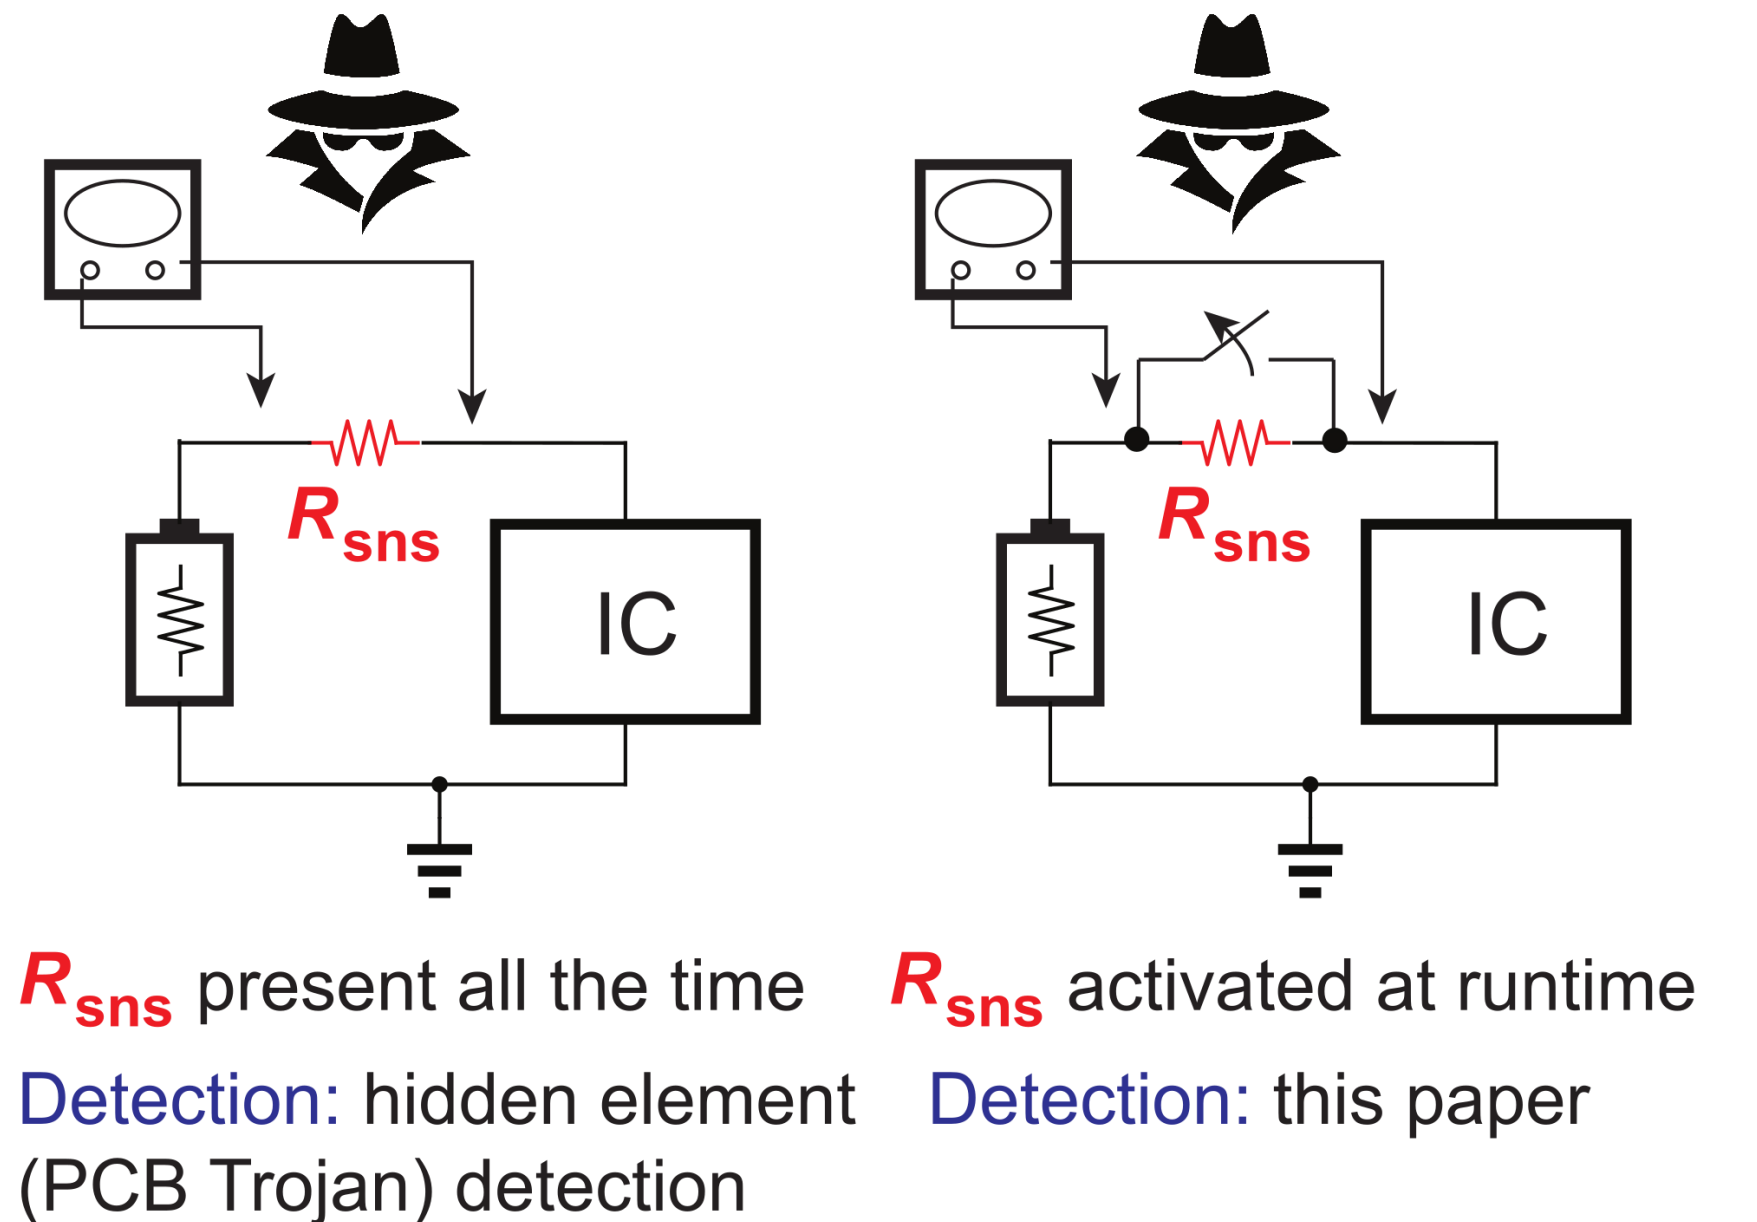 Rsns
IC
Rsns
IC
Rsns present all the time
Detection: hidden element
(PCB Trojan) detection
Rsns activated at runtime
Detection: this paper